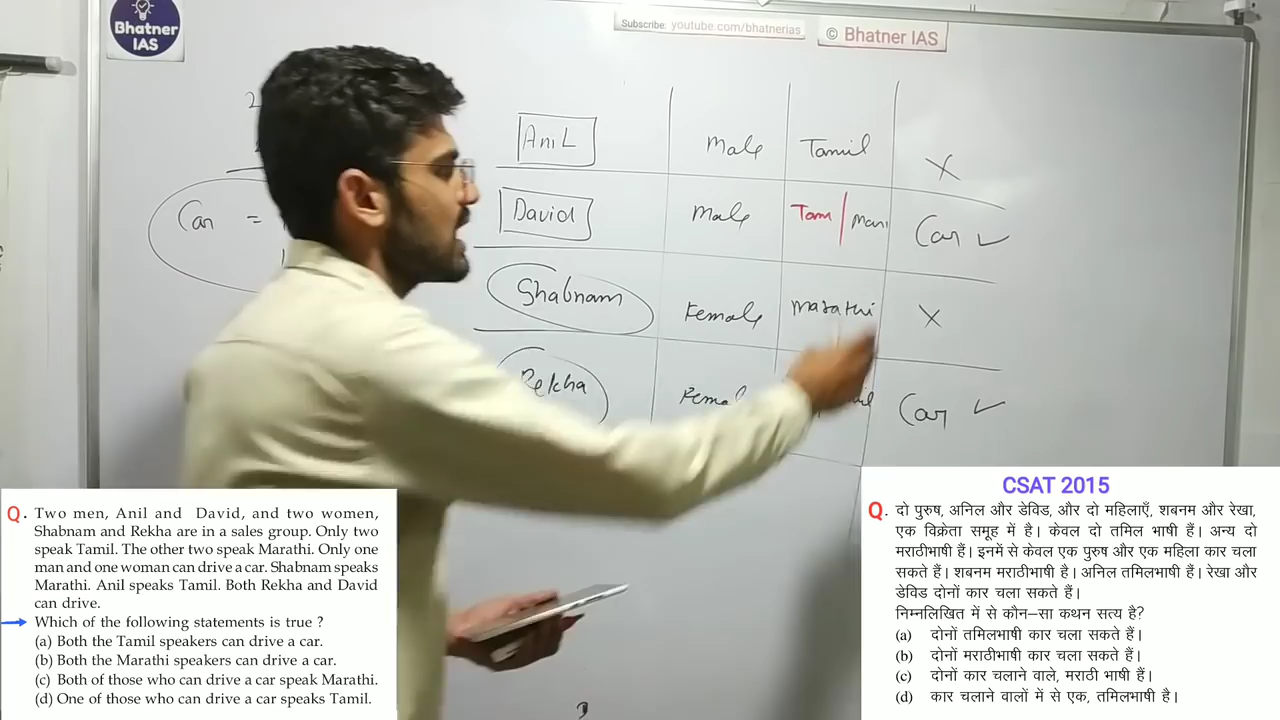 Bhatner
IAS
Subscribe: youtube.com/bhatnerias
© Bhatner IAS
2
Car =
Anil Male Tamil X
David Male Tam / Mari Car ✓
Shabnam Female Marathi X
Rekha Car ✓
Q. Two men, Anil and David, and two women,
Shabnam and Rekha are in a sales group. Only two
speak Tamil. The other two speak Marathi. Only one
man and one woman can drive a car. Shabnam speaks
Marathi. Anil speaks Tamil. Both Rekha and David
can drive.
Which of the following statements is true ?
(a) Both the Tamil speakers can drive a car.
(b) Both the Marathi speakers can drive a car.
(c) Both of those who can drive a car speak Marathi.
(d) One of those who can drive a car speaks Tamil.
CSAT 2015
Q. दो पुरुष, अनिल और डेविड, और दो महिलाएँ, शबनम और रेखा,
एक विक्रेता समूह में है। केवल दो तमिल भाषी हैं। अन्य दो
मराठीभाषी हैं। इनमें से केवल एक पुरुष और एक महिला कार चला
सकते हैं। शबनम मराठीभाषी है। अनिल तमिलभाषी हैं। रेखा और
डेविड दोनों कार चला सकते हैं।
निम्नलिखित में से कौन–सा कथन सत्य है?
(a) दोनों तमिलभाषी कार चला सकते हैं।
(b) दोनों मराठीभाषी कार चला सकते हैं।
(c) दोनों कार चलाने वाले, मराठी भाषी हैं।
(d) कार चलाने वालों में से एक, तमिलभाषी है।